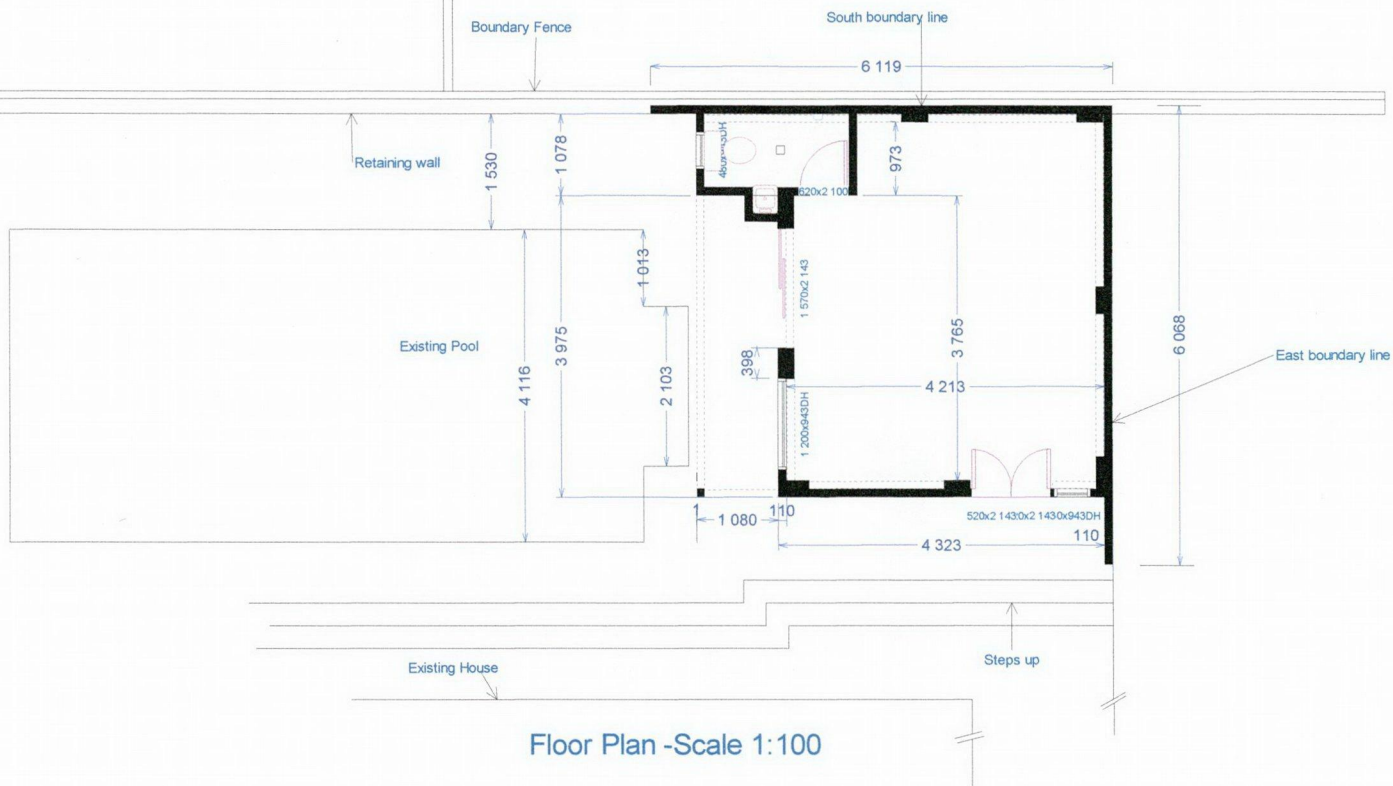 South boundary line
Boundary Fence
6 119
Retaining wall
1 530
1 078
973
620x2 100
1 013
1 570x2 143
Existing Pool
3 975
4 116
2 103
398
3 765
4 213
6 068
East boundary line
1 200x943DH
1
1 080
110
520x2 143
110
4 323
Steps up
Existing House
Floor Plan -Scale 1:100